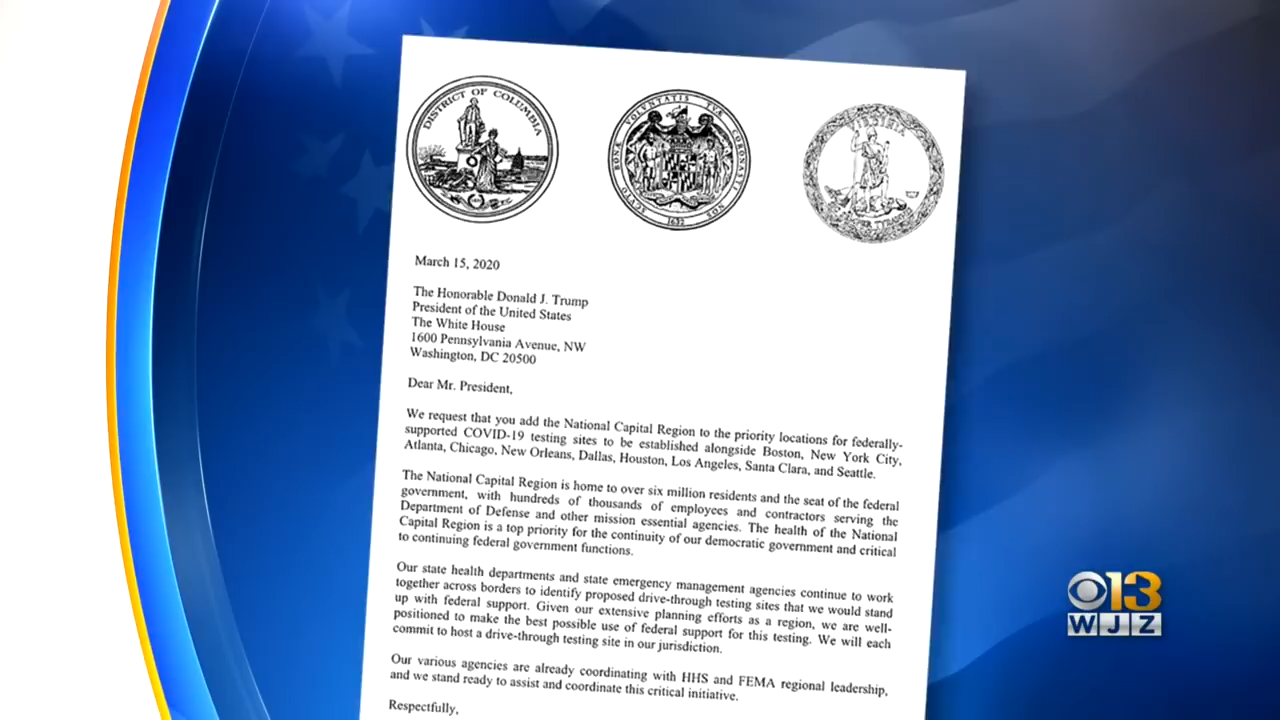 DISTRICT OF COLUMBIA
SCVTO BONÆ VOLVNTATIS TVÆ CORONASTI NOS
1632
VIRGINIA
March 15, 2020
The Honorable Donald J. Trump
President of the United States
The White House
1600 Pennsylvania Avenue, NW
Washington, DC 20500
Dear Mr. President,
We request that you add the National Capital Region to the priority locations for federally-
supported COVID-19 testing sites to be established alongside Boston, New York City,
Atlanta, Chicago, New Orleans, Dallas, Houston, Los Angeles, Santa Clara, and Seattle.
The National Capital Region is home to over six million residents and the seat of the federal
government, with hundreds of thousands of employees and contractors serving the
Department of Defense and other mission essential agencies. The health of the National
Capital Region is a top priority for the continuity of our democratic government and critical
to continuing federal government functions.
Our state health departments and state emergency management agencies continue to work
together across borders to identify proposed drive-through testing sites that we would stand
up with federal support. Given our extensive planning efforts as a region, we are well-
positioned to make the best possible use of federal support for this testing. We will each
commit to host a drive-through testing site in our jurisdiction.
Our various agencies are already coordinating with HHS and FEMA regional leadership,
and we stand ready to assist and coordinate this critical initiative.
Respectfully,
13
WJZ